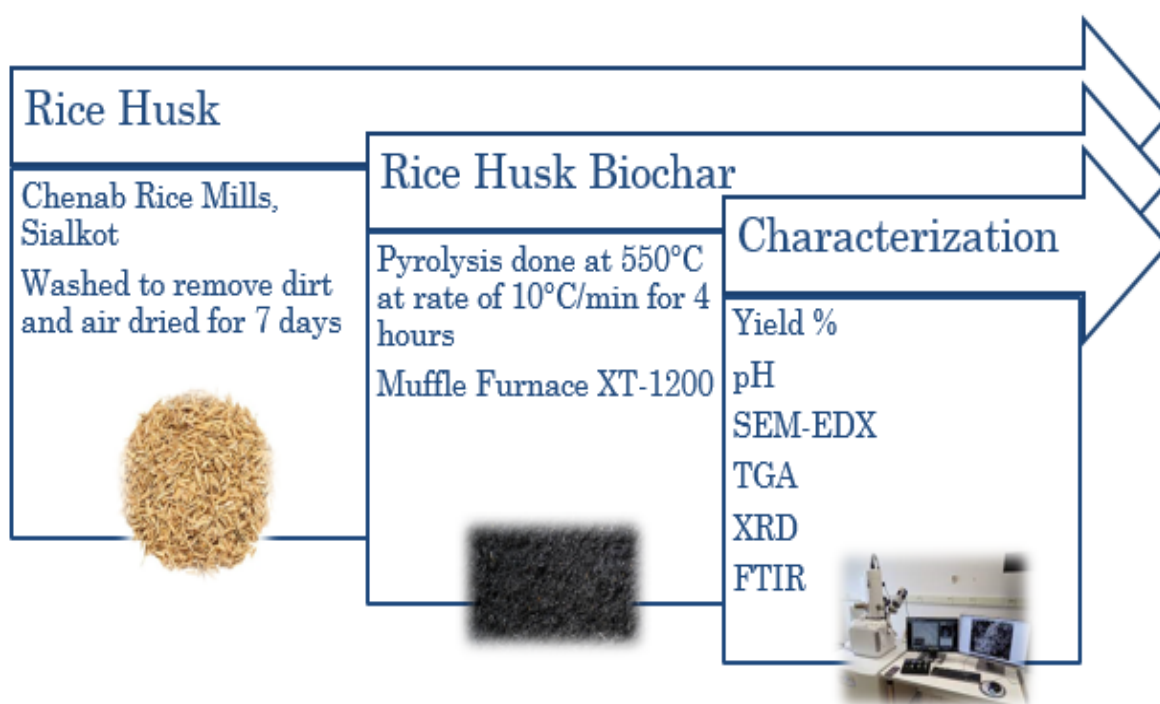 Rice Husk
Chenab Rice Mills,
Sialkot
Washed to remove dirt
and air dried for 7 days
Rice Husk Biochar
Pyrolysis done at 550°C
at rate of 10°C/min for 4
hours
Muffle Furnace XT-1200
Characterization
Yield %
pH
SEM-EDX
TGA
XRD
FTIR